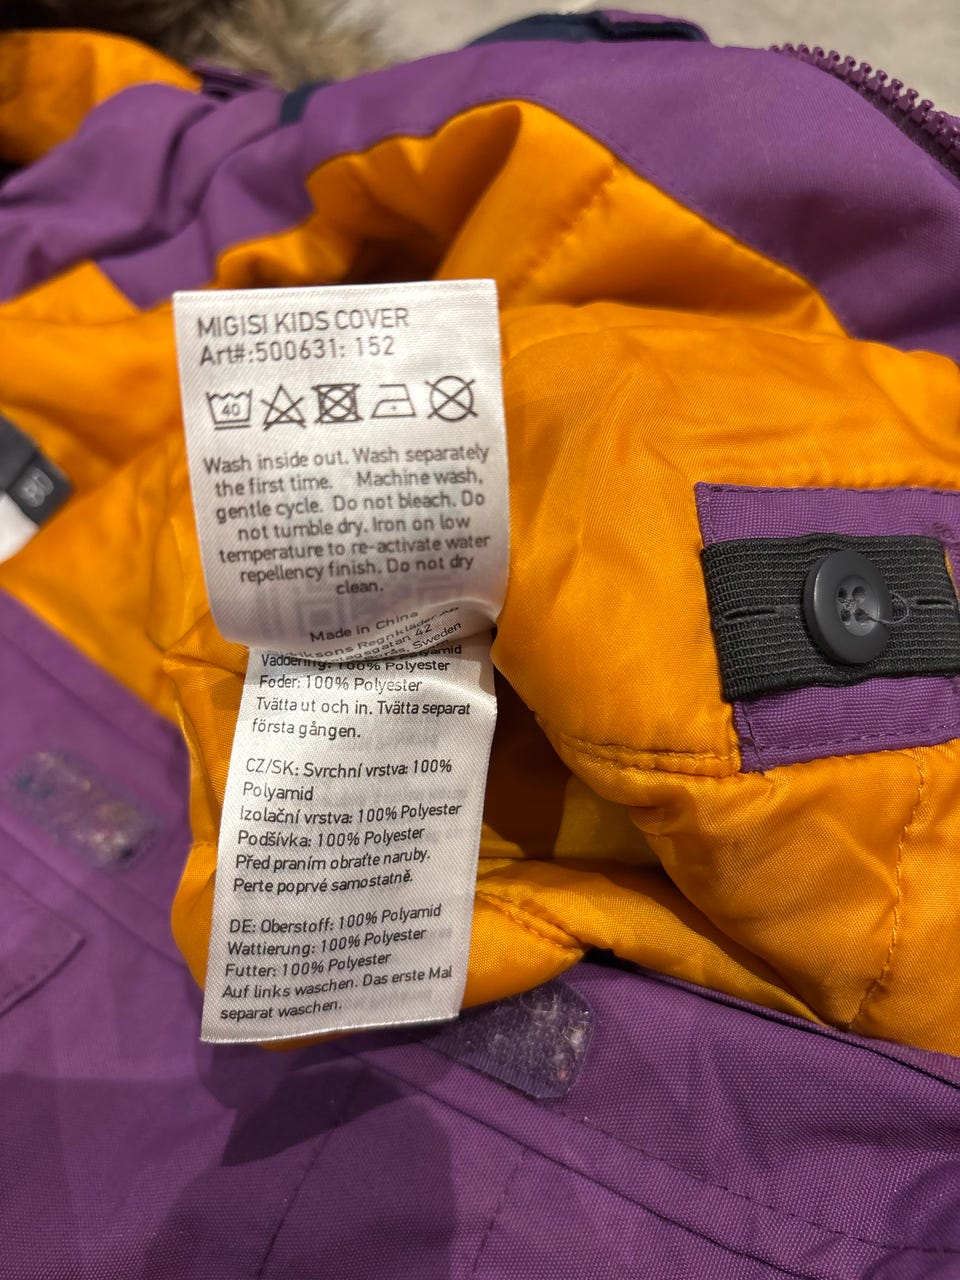 MIGISI KIDS COVER
Art#:500631: 152
40
Wash inside out. Wash separately
the first time. Machine wash,
gentle cycle. Do not bleach. Do
not tumble dry. Iron on low
temperature to re-activate water
repellency finish. Do not dry
clean.
Made in China
Regnkläder AB
42
Borås, Sweden
Vaddering: 100% Polyester
Foder: 100% Polyester
Tvätta ut och in. Tvätta separat
första gången.
CZ/SK: Svrchní vrstva: 100%
Polyamid
Izolační vrstva: 100% Polyester
Podšívka: 100% Polyester
Před praním obraťte naruby.
Perte poprvé samostatně.
DE: Oberstoff: 100% Polyamid
Wattierung: 100% Polyester
Futter: 100% Polyester
Auf links waschen. Das erste Mal
separat waschen.